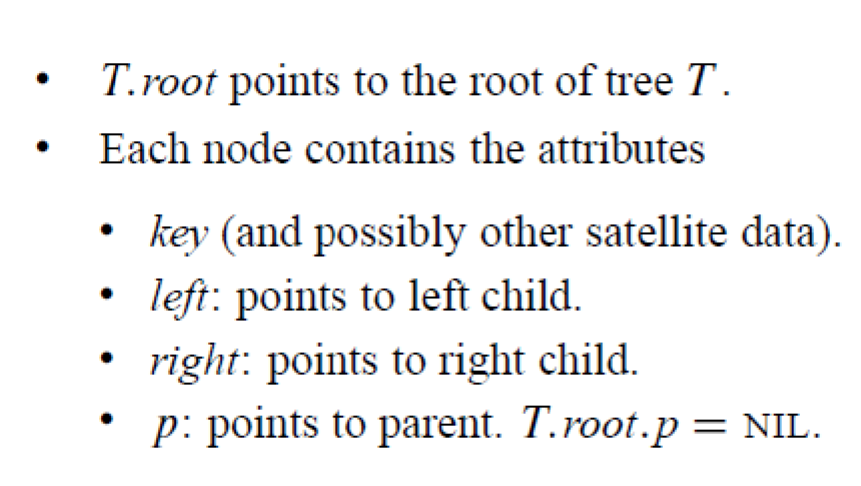 • T.root points to the root of tree T.
• Each node contains the attributes
• key (and possibly other satellite data).
• left: points to left child.
• right: points to right child.
• p: points to parent. T.root.p = NIL.